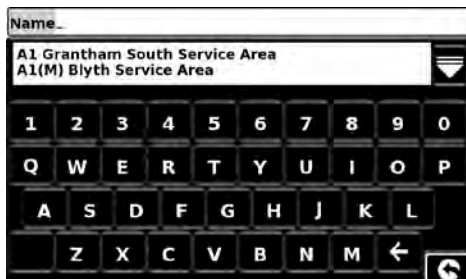 Name_
A1 Grantham South Service Area
A1(M) Blyth Service Area
1 2 3 4 5 6 7 8 9 0
Q W E R T Y U I O P
A S D F G H J K L
Z X C V B N M ←